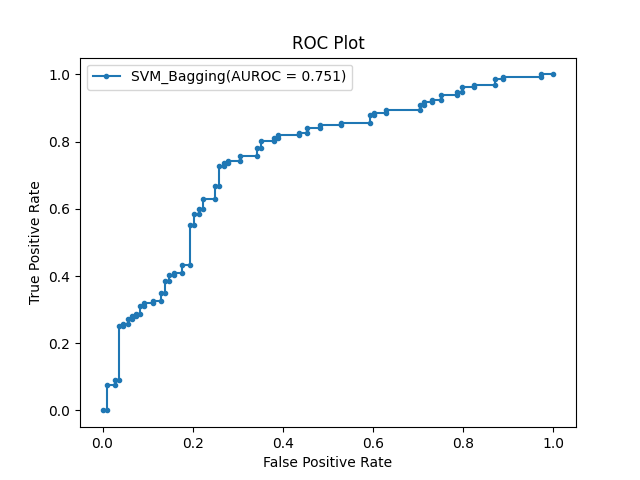 ROC Plot
SVM_Bagging(AUROC = 0.751)
True Positive Rate
1.0
0.8
0.6
0.4
0.2
0.0
0.0 0.2 0.4 0.6 0.8 1.0
False Positive Rate